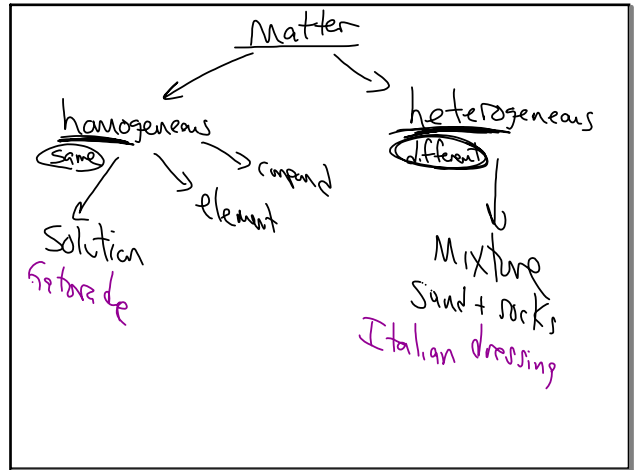 Matter
homogeneous
heterogeneous
same
different
compound
element
Solution
Gatorade
Mixture
Sand + rocks
Italian dressing